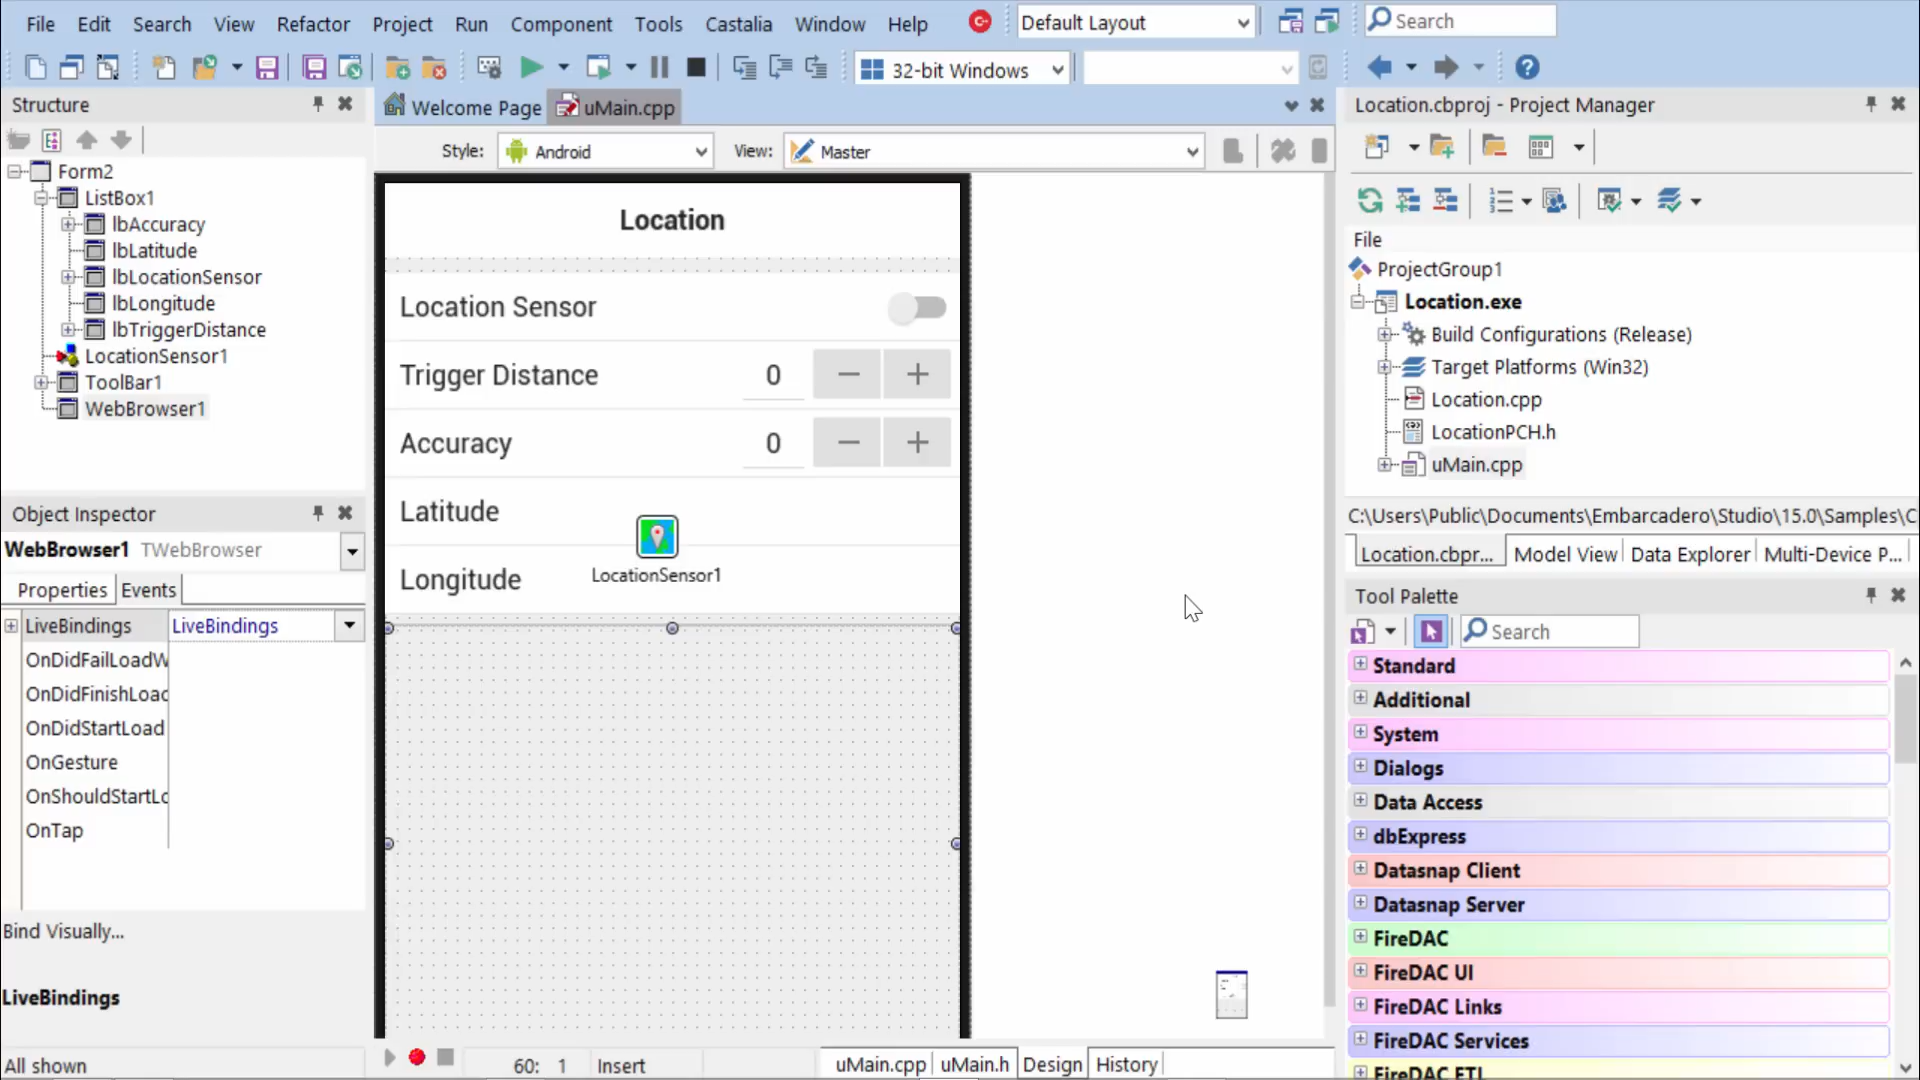 File Edit Search View Refactor Project Run Component Tools Castalia Window Help Default Layout Search
32-bit Windows
Structure
Form2
ListBox1
lbAccuracy
lbLatitude
lbLocationSensor
lbLongitude
lbTriggerDistance
LocationSensor1
ToolBar1
WebBrowser1
Object Inspector
WebBrowser1 TWebBrowser
Properties Events
LiveBindings LiveBindings
OnDidFailLoadW
OnDidFinishLoad
OnDidStartLoad
OnGesture
OnShouldStartLo
OnTap
Bind Visually...
LiveBindings
All shown
Welcome Page uMain.cpp
Style: Android View: Master
Location
Location Sensor
Trigger Distance 0
Accuracy 0
Latitude
LocationSensor1
Longitude
60: 1 Insert uMain.cpp uMain.h Design History
Location.cbproj - Project Manager
File
ProjectGroup1
Location.exe
Build Configurations (Release)
Target Platforms (Win32)
Location.cpp
LocationPCH.h
uMain.cpp
C:\Users\Public\Documents\Embarcadero\Studio\15.0\Samples\C
Location.cbpr... Model View Data Explorer Multi-Device P...
Tool Palette
Search
Standard
Additional
System
Dialogs
Data Access
dbExpress
Datasnap Client
Datasnap Server
FireDAC
FireDAC UI
FireDAC Links
FireDAC Services
FireDAC ETL